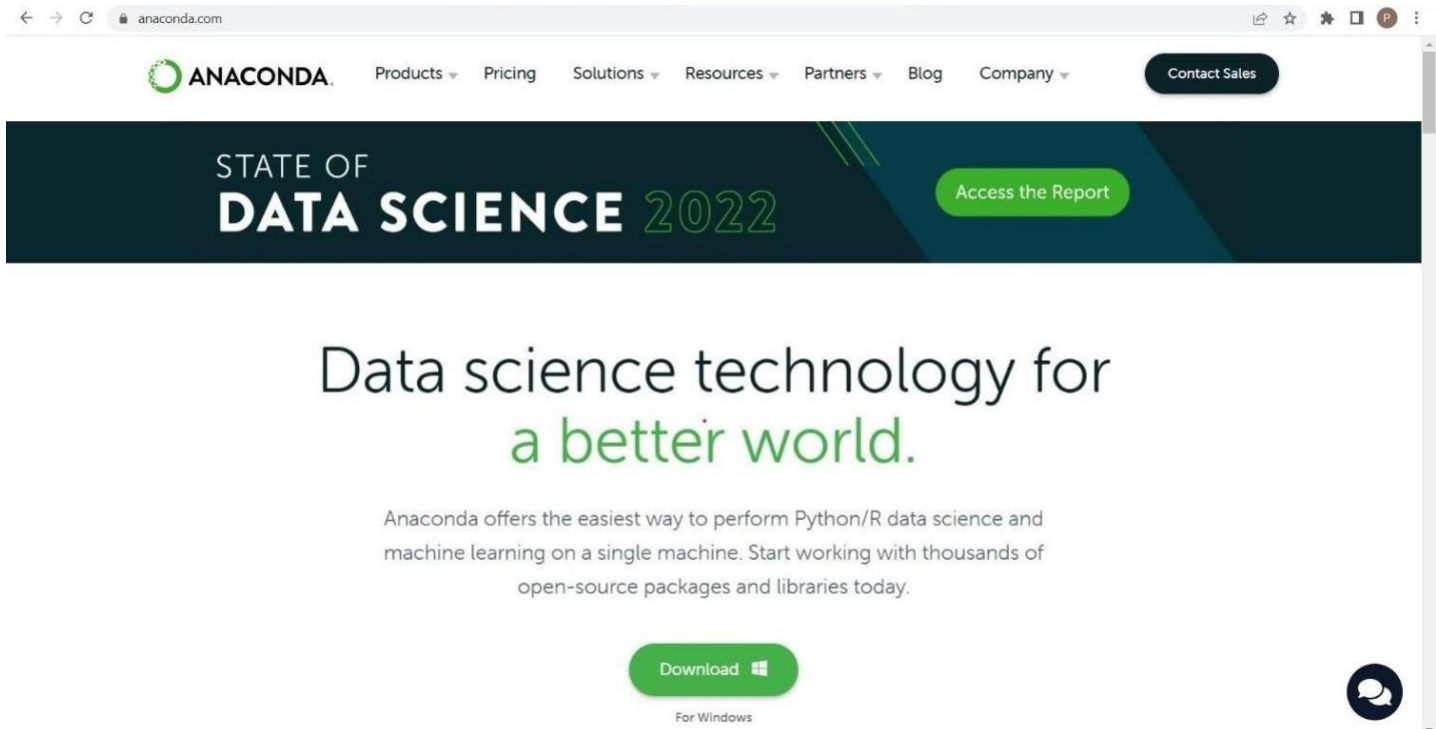 anaconda.com
P
ANACONDA.
Products
Pricing
Solutions
Resources
Partners
Blog
Company
Contact Sales
STATE OF
DATA SCIENCE 2022
Access the Report
Data science technology for
a better world.
Anaconda offers the easiest way to perform Python/R data science and
machine learning on a single machine. Start working with thousands of
open-source packages and libraries today.
Download
For Windows